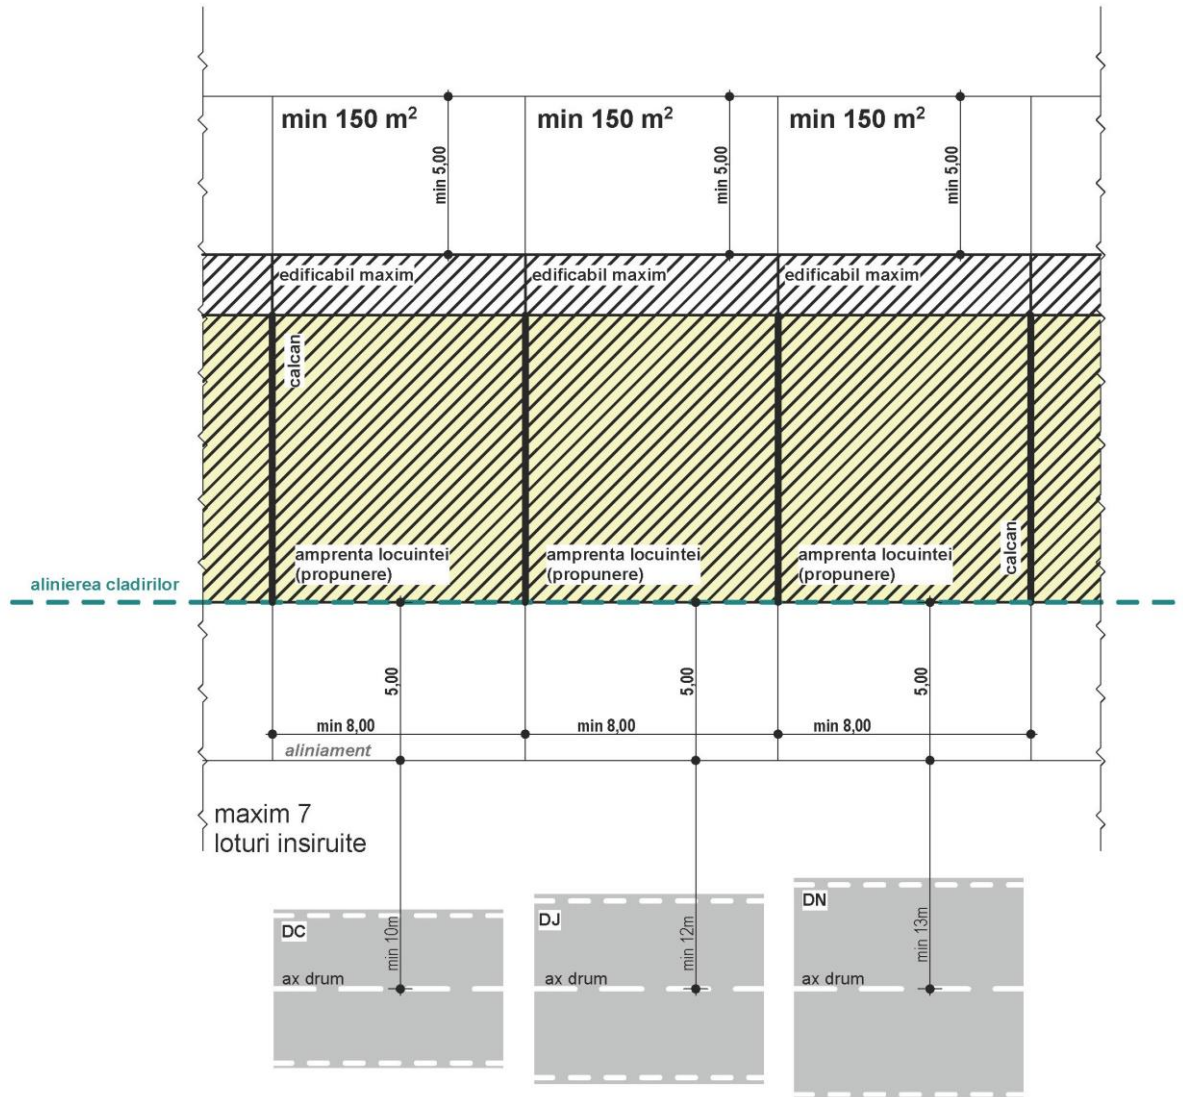 min 150 m²
min 150 m²
min 150 m²
min 5,00
min 5,00
min 5,00
edificabil maxim
edificabil maxim
edificabil maxim
calcan
calcan
amprenta locuintei
(propunere)
amprenta locuintei
(propunere)
amprenta locuintei
(propunere)
alinierea cladirilor
5,00
5,00
5,00
min 8,00
min 8,00
min 8,00
aliniament
maxim 7
loturi insiruite
DC
min 10m
ax drum
DJ
min 12m
ax drum
DN
min 13m
ax drum